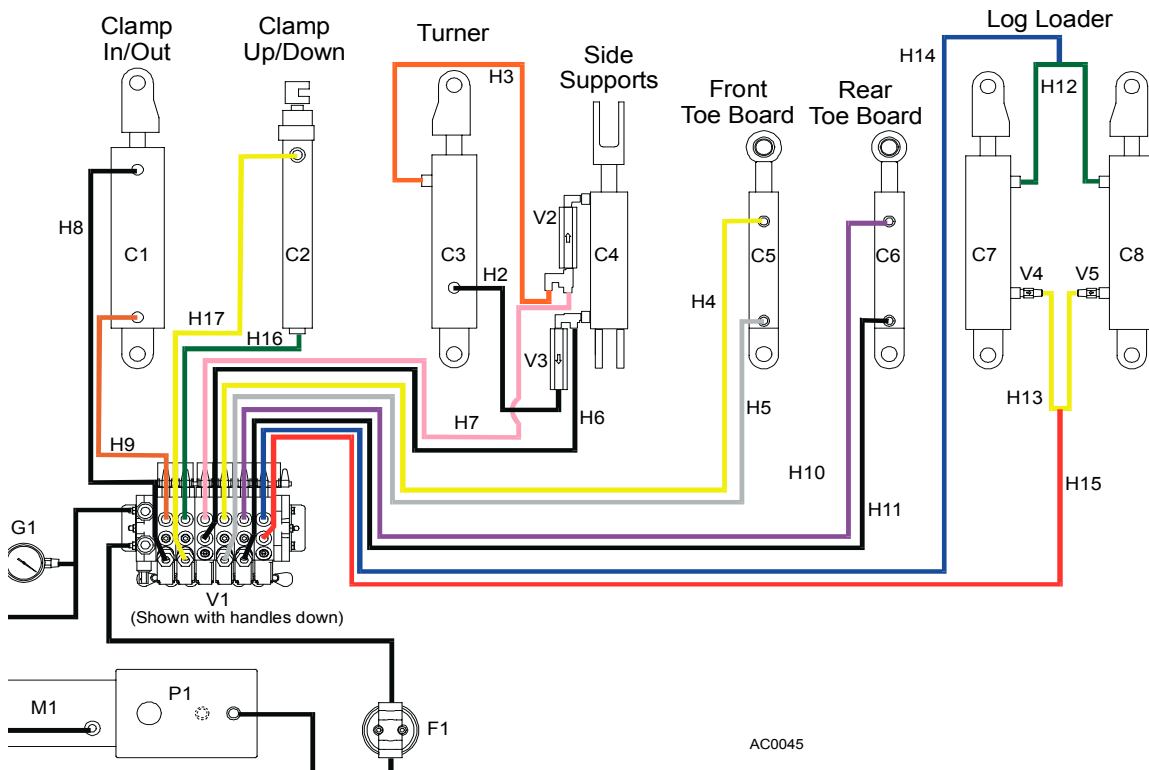 Clamp
In/Out
Clamp
Up/Down
Turner
Side
Supports
Front
Toe Board
Rear
Toe Board
Log Loader
H14
H3
H12
H8
V2
C1
C2
C3
C4
C5
C6
C7
C8
H2
V4
V5
H4
H17
H16
V3
H13
H7
H6
H5
H9
H10
H15
H11
G1
V1
(Shown with handles down)
M1
P1
F1
AC0045